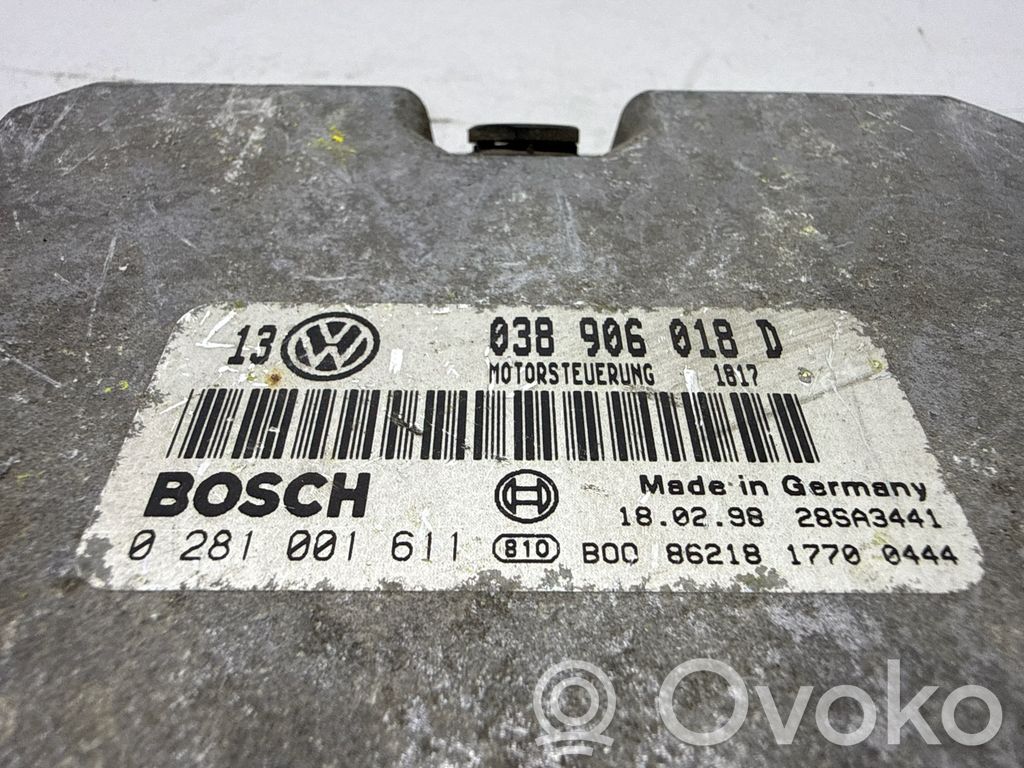 13 VW 038 906 018 D
MOTORSTEUERUNG 1817
BOSCH Made in Germany
18.02.98 28SA3441
0 281 001 611 810 B00 86218 1770 0444
Ovoko